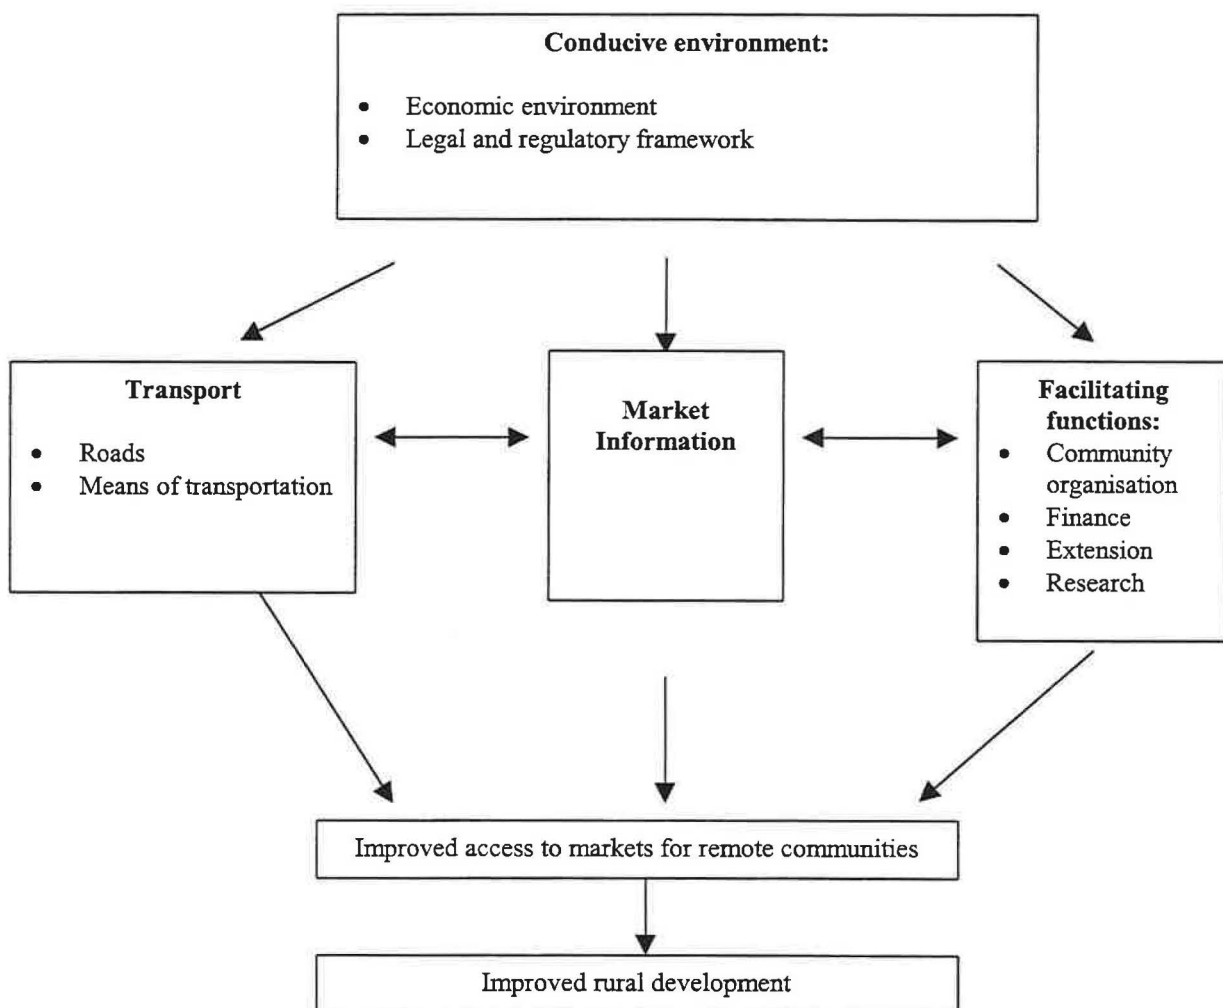 Conducive environment:
• Economic environment
• Legal and regulatory framework
Transport
• Roads
• Means of transportation
Market
Information
Facilitating
functions:
• Community
organisation
• Finance
• Extension
• Research
Improved access to markets for remote communities
Improved rural development